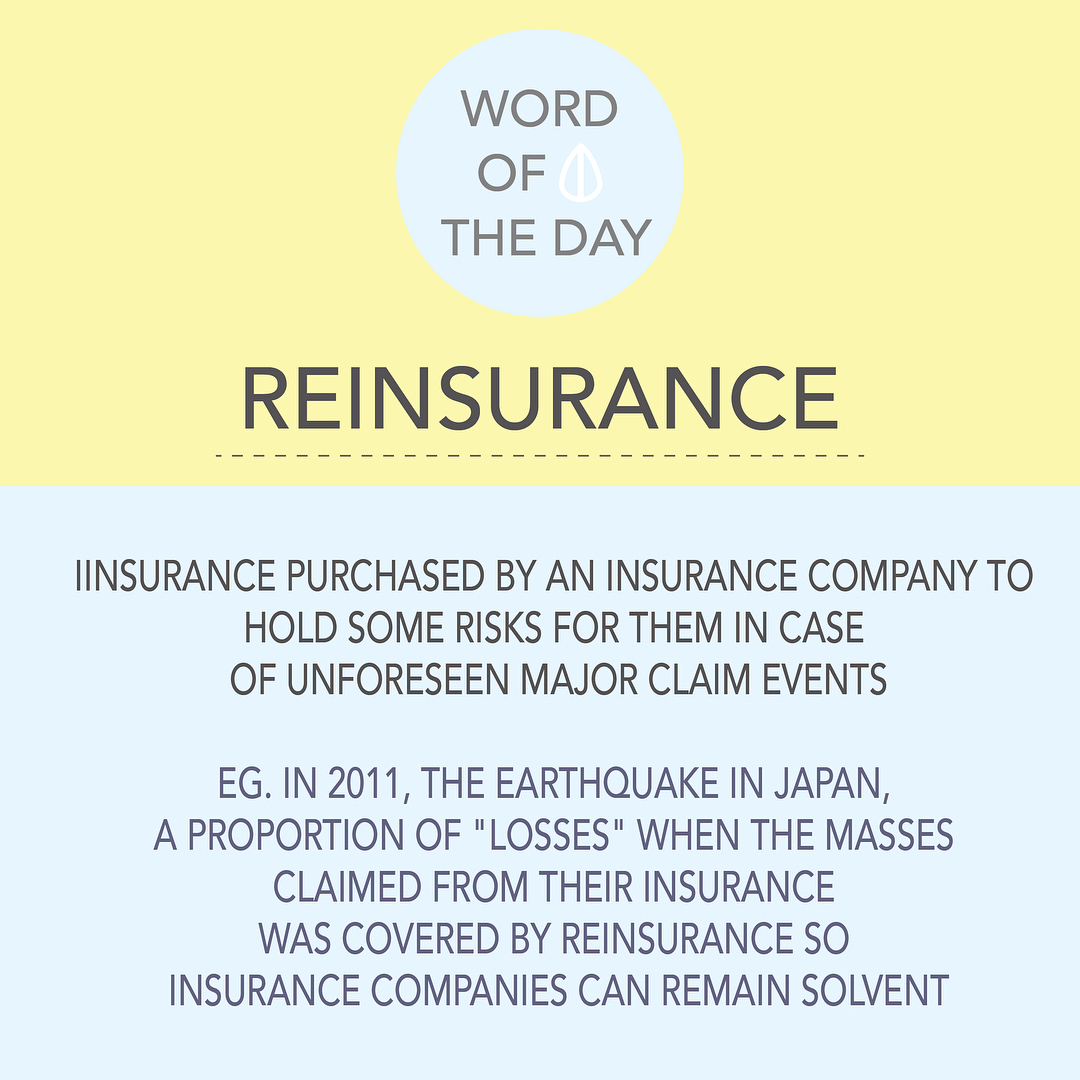 WORD
OF
THE DAY
REINSURANCE
IINSURANCE PURCHASED BY AN INSURANCE COMPANY TO
HOLD SOME RISKS FOR THEM IN CASE
OF UNFORESEEN MAJOR CLAIM EVENTS
EG. IN 2011, THE EARTHQUAKE IN JAPAN,
A PROPORTION OF "LOSSES" WHEN THE MASSES
CLAIMED FROM THEIR INSURANCE
WAS COVERED BY REINSURANCE SO
INSURANCE COMPANIES CAN REMAIN SOLVENT